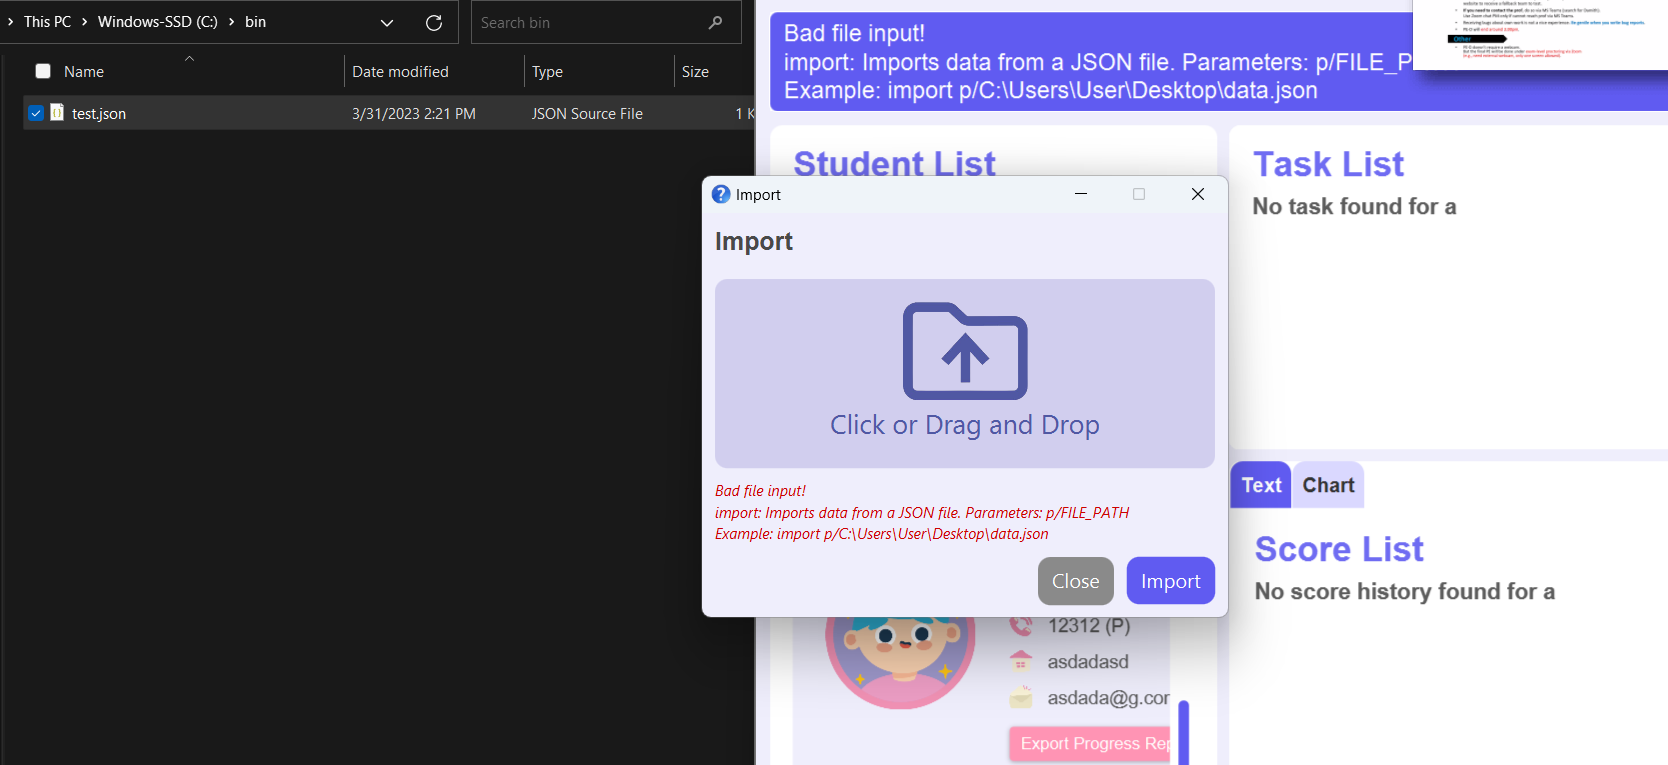 This PC > Windows-SSD (C:) > bin
Search bin
Name
Date modified
Type
Size
test.json
3/31/2023 2:21 PM
JSON Source File
1 K
Bad file input!
import: Imports data from a JSON file. Parameters: p/FILE_P
Example: import p/C:\Users\User\Desktop\data.json
Other
Student List
Task List
No task found for a
Import
Import
Click or Drag and Drop
Bad file input!
import: Imports data from a JSON file. Parameters: p/FILE_PATH
Example: import p/C:\Users\User\Desktop\data.json
Close
Import
Text
Chart
Score List
No score history found for a
12312 (P)
asdadasd
asdada@g.cor
Export Progress Rep